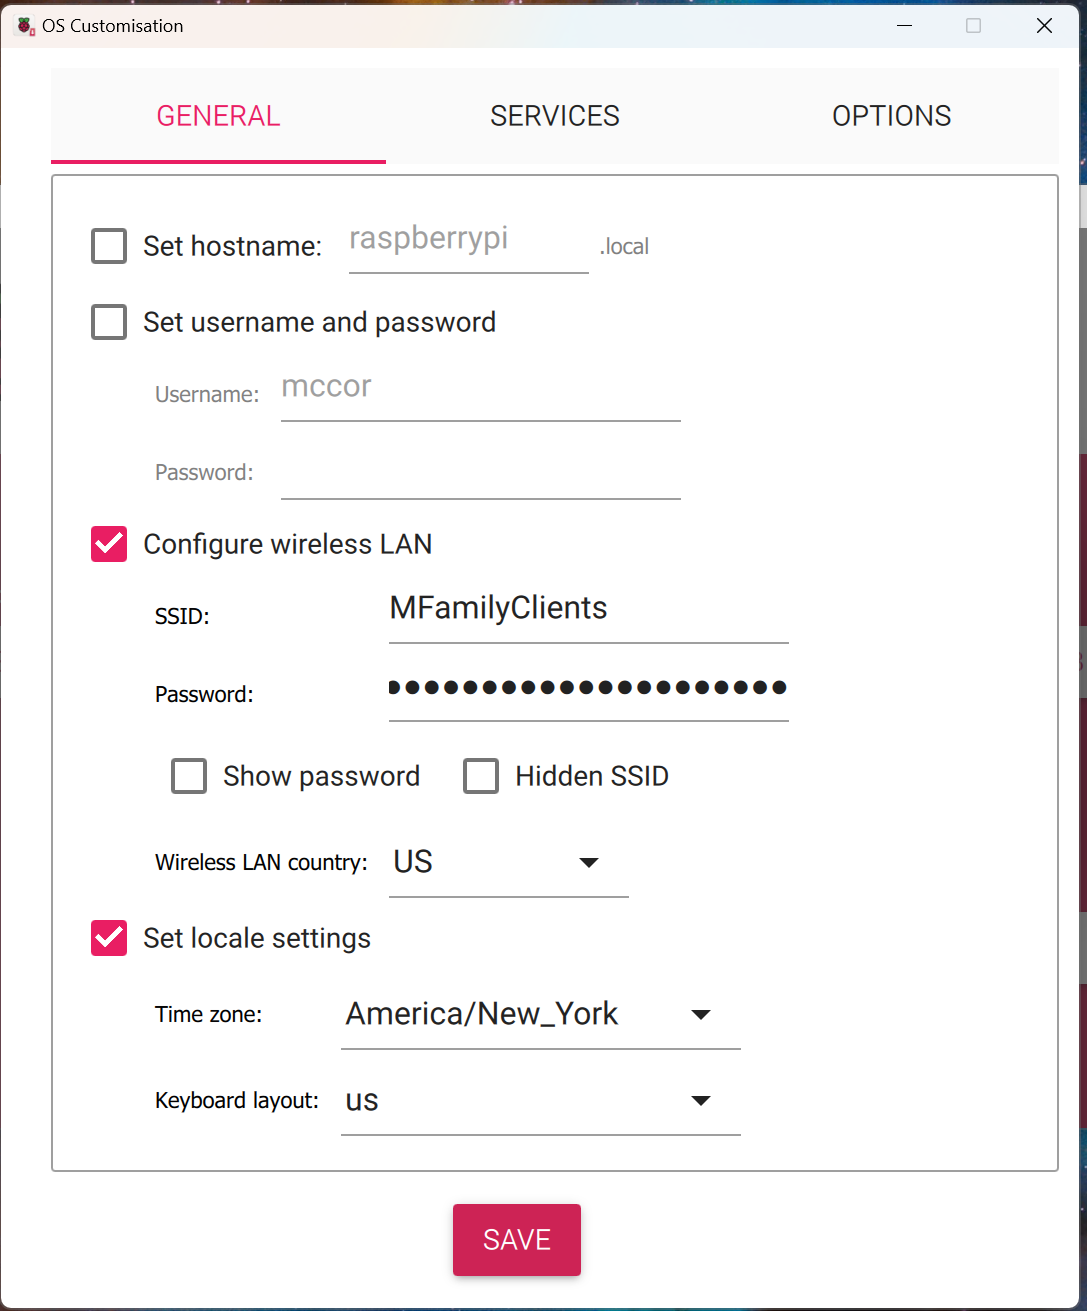 OS Customisation
GENERAL SERVICES OPTIONS
Set hostname: raspberrypi .local
Set username and password
Username: mccor
Password:
Configure wireless LAN
SSID: MFamilyClients
Password: ●●●●●●●●●●●●●●●●●●●●●
Show password Hidden SSID
Wireless LAN country: US
Set locale settings
Time zone: America/New_York
Keyboard layout: us
SAVE